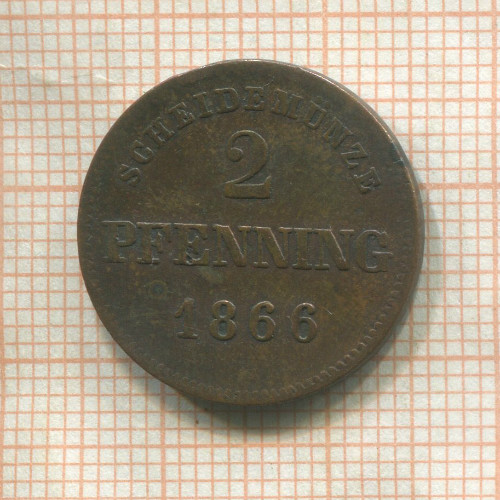 SCHEIDEMÜNZE
2
PFENNING
1866